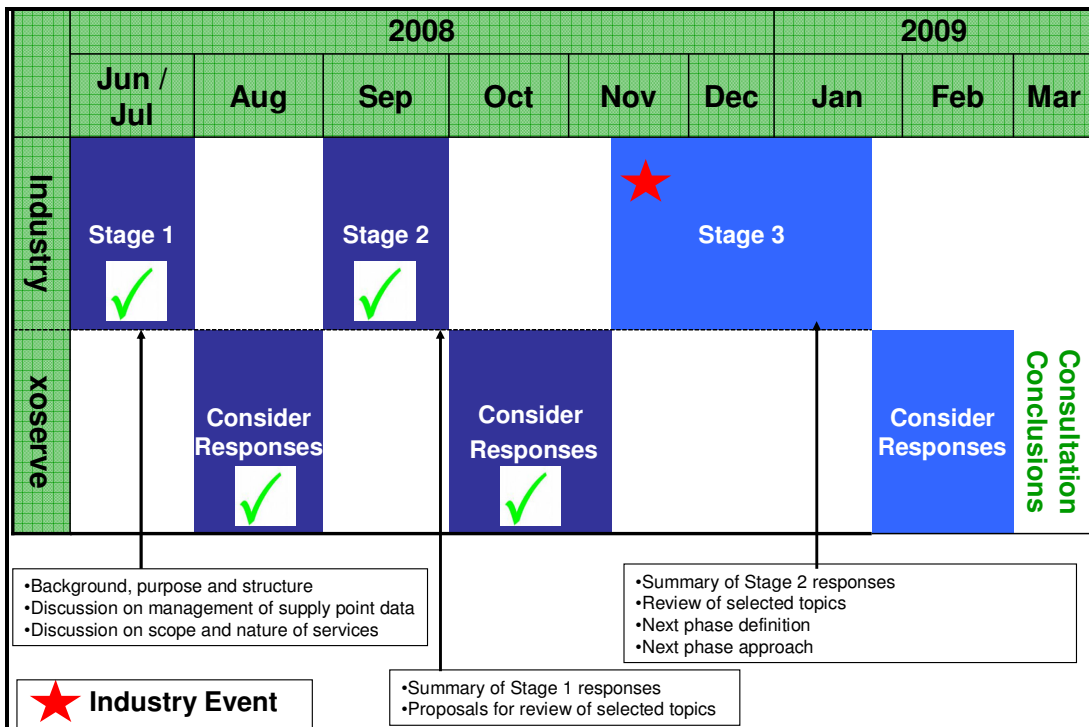 2008
2009
Jun /
Jul
Aug
Sep
Oct
Nov
Dec
Jan
Feb
Mar
Industry
Stage 1
Stage 2
Stage 3
xoserve
Consider
Responses
Consider
Responses
Consider
Responses
Consultation
Conclusions
•Background, purpose and structure
•Discussion on management of supply point data
•Discussion on scope and nature of services
•Summary of Stage 2 responses
•Review of selected topics
•Next phase definition
•Next phase approach
•Summary of Stage 1 responses
•Proposals for review of selected topics
Industry Event